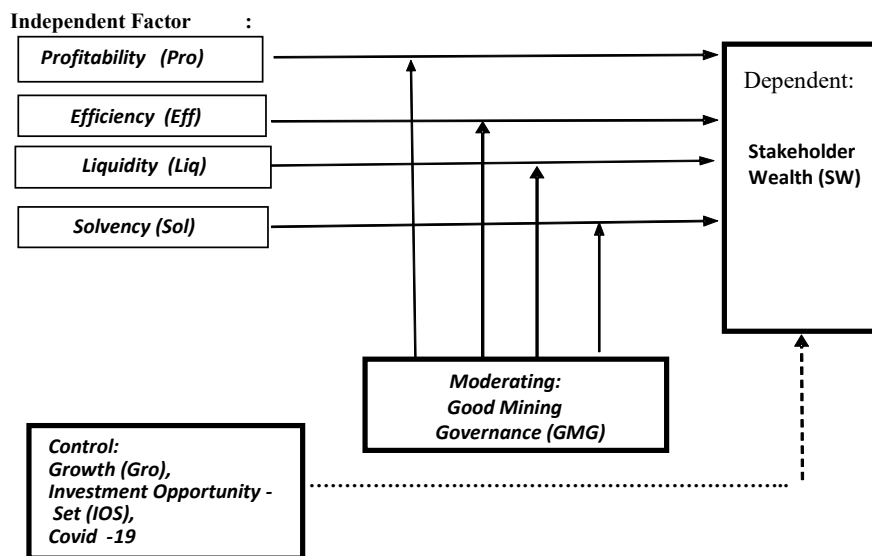 Independent Factor :
Profitability (Pro)
Efficiency (Eff)
Liquidity (Liq)
Solvency (Sol)
Dependent:
Stakeholder
Wealth (SW)
Moderating:
Good Mining
Governance (GMG)
Control:
Growth (Gro),
Investment Opportunity -
Set (IOS),
Covid -19